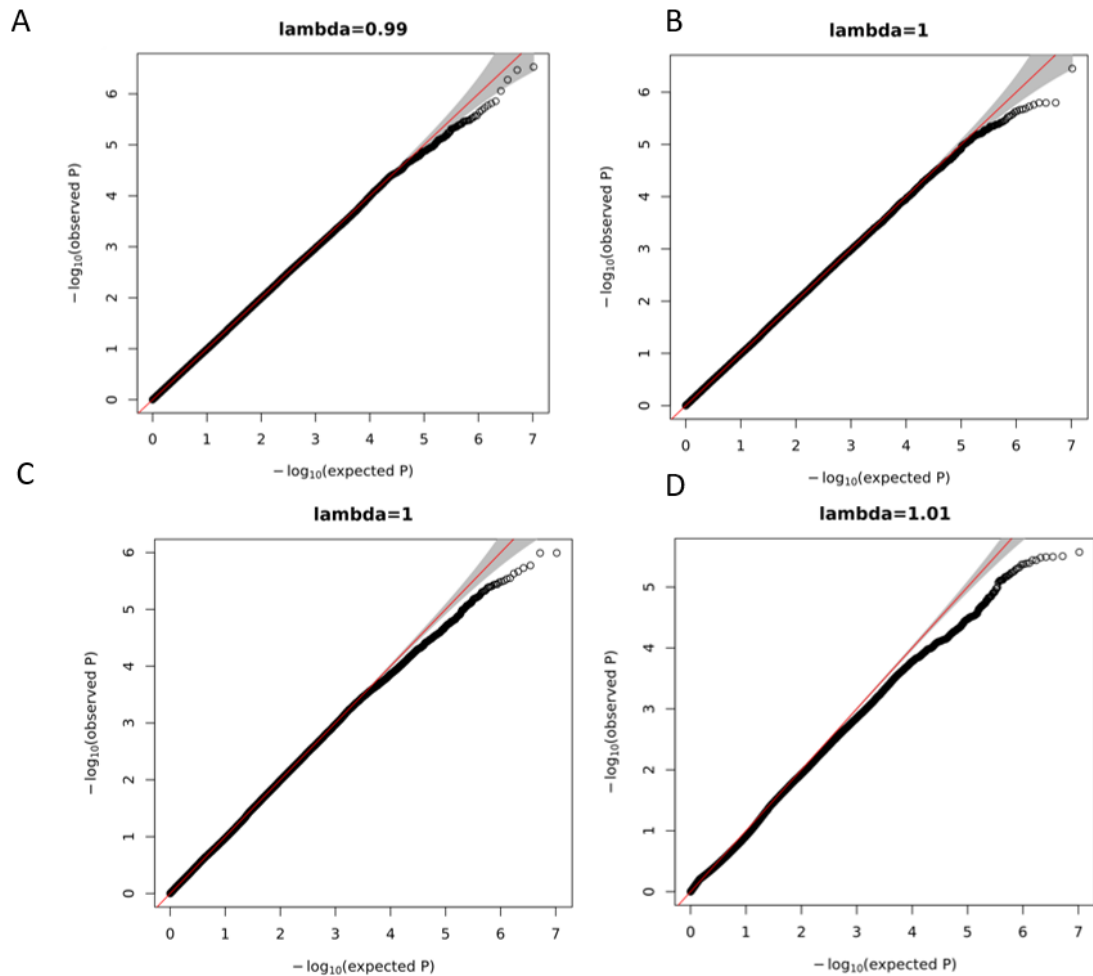 A
lambda=0.99
− log10(observed P)
6
5
4
3
2
1
0
0 1 2 3 4 5 6 7
− log10(expected P)
B
lambda=1
− log10(observed P)
6
5
4
3
2
1
0
0 1 2 3 4 5 6 7
− log10(expected P)
C
lambda=1
− log10(observed P)
6
5
4
3
2
1
0
0 1 2 3 4 5 6 7
− log10(expected P)
D
lambda=1.01
− log10(observed P)
5
4
3
2
1
0
0 1 2 3 4 5 6 7
− log10(expected P)